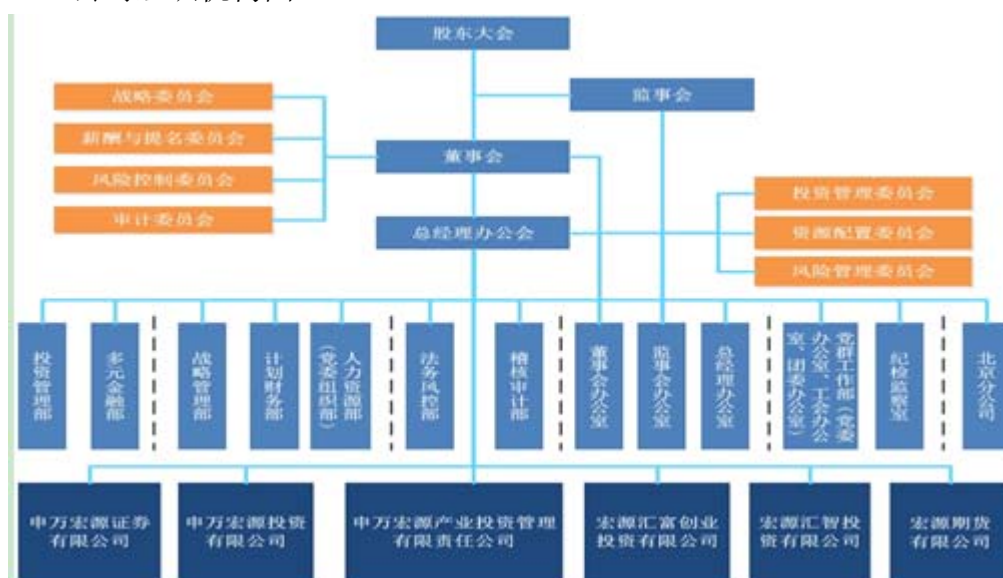 股东大会
监事会
战略委员会
薪酬与提名委员会
董事会
风险控制委员会
审计委员会
总经理办公会
投资管理委员会
资源配置委员会
风险管理委员会
投资管理部
多元金融部
战略管理部
计划财务部
人力资源部
（党委组织部）
法务风控部
稽核审计部
董事会办公室
监事会办公室
总经理办公室
党群工作部（党委
办公室、工会办公
室、团委办公室）
纪检监察室
北京分公司
申万宏源证券
有限公司
申万宏源投资
有限公司
申万宏源产业投资管理
有限责任公司
宏源汇富创业
投资有限公司
宏源汇智投
资有限公司
宏源期货
有限公司